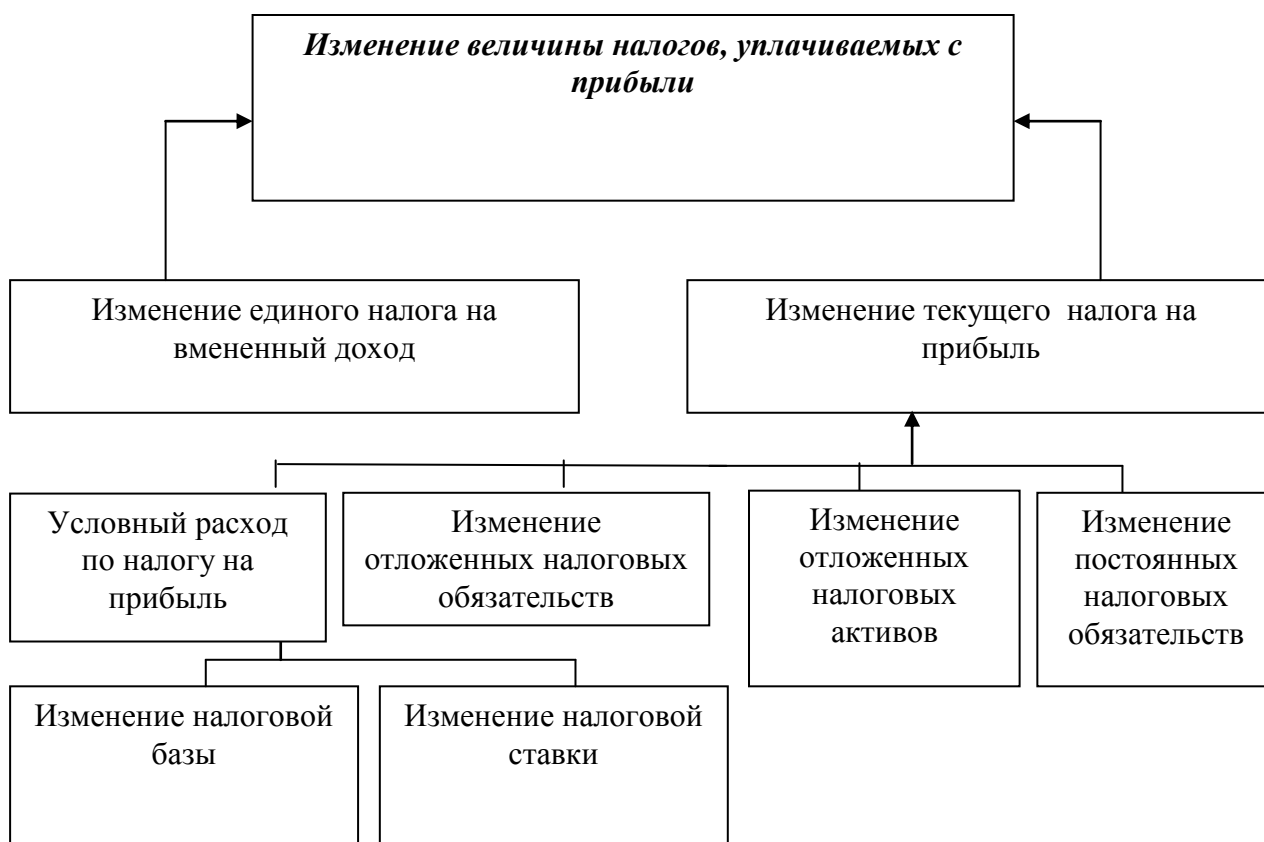 Изменение величины налогов, уплачиваемых с
прибыли
Изменение единого налога на
вмененный доход
Изменение текущего  налога на
прибыль
Условный расход
по налогу на
прибыль
Изменение
отложенных налоговых
обязательств
Изменение
отложенных
налоговых
активов
Изменение
постоянных
налоговых
обязательств
Изменение налоговой
базы
Изменение налоговой
ставки